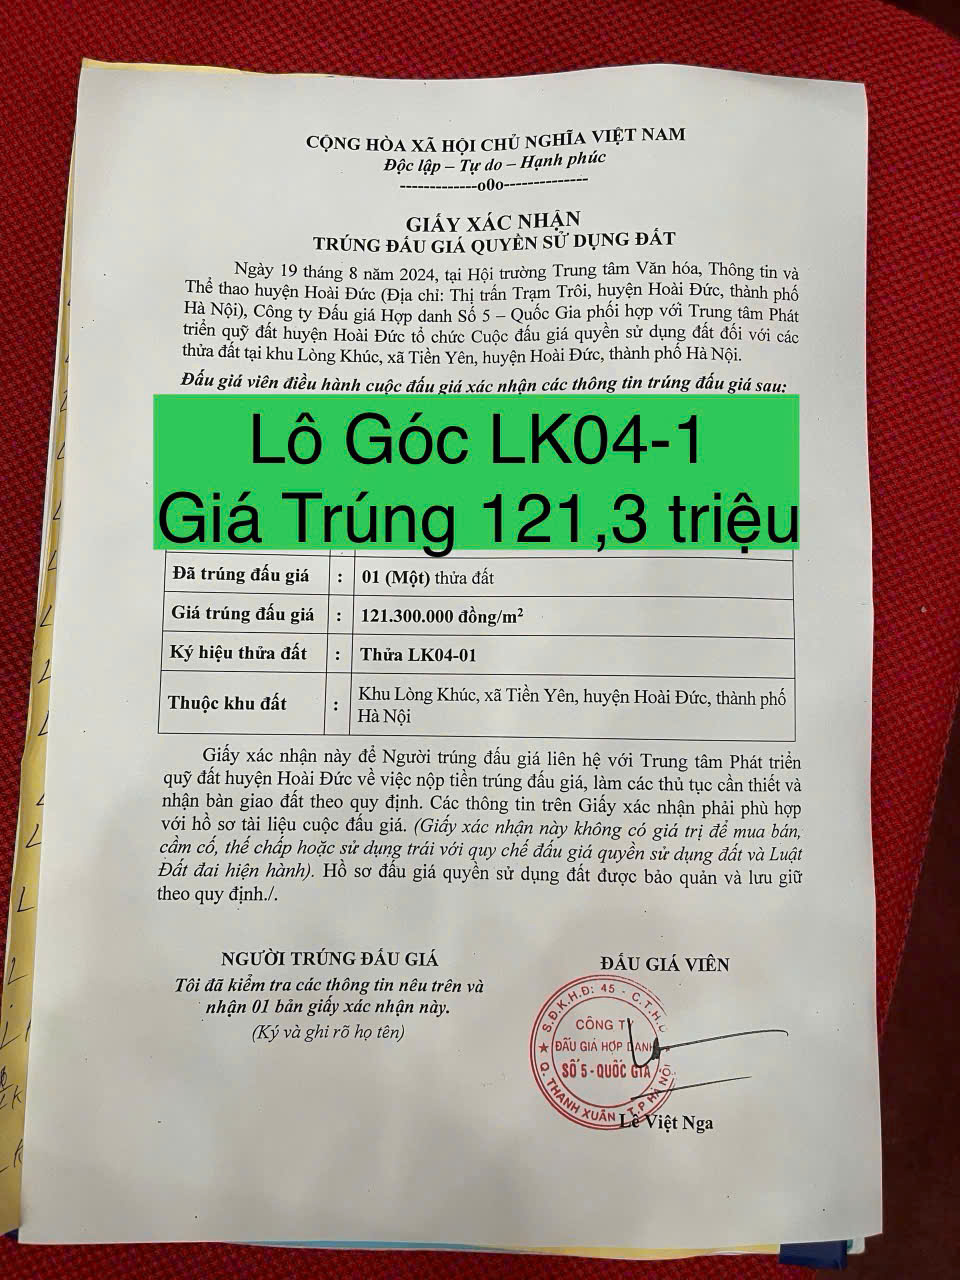 CỘNG HÒA XÃ HỘI CHỦ NGHĨA VIỆT NAM
Độc lập – Tự do – Hạnh phúc
-------------o0o--------------
GIẤY XÁC NHẬN
TRÚNG ĐẤU GIÁ QUYỀN SỬ DỤNG ĐẤT
Ngày 19 tháng 8 năm 2024, tại Hội trường Trung tâm Văn hóa, Thông tin và
Thể thao huyện Hoài Đức (Địa chỉ: Thị trấn Trạm Trôi, huyện Hoài Đức, thành phố
Hà Nội), Công ty Đấu giá Hợp danh Số 5 – Quốc Gia phối hợp với Trung tâm Phát
triển quỹ đất huyện Hoài Đức tổ chức Cuộc đấu giá quyền sử dụng đất đối với các
thửa đất tại khu Lòng Khúc, xã Tiền Yên, huyện Hoài Đức, thành phố Hà Nội.
Đấu giá viên điều hành cuộc đấu giá xác nhận các thông tin trúng đấu giá sau:
Lô Góc LK04-1
Giá Trúng 121,3 triệu
Đã trúng đấu giá : 01 (Một) thửa đất
Giá trúng đấu giá : 121.300.000 đồng/m²
Ký hiệu thửa đất : Thửa LK04-01
Thuộc khu đất : Khu Lòng Khúc, xã Tiền Yên, huyện Hoài Đức, thành phố
Hà Nội
Giấy xác nhận này để Người trúng đấu giá liên hệ với Trung tâm Phát triển
quỹ đất huyện Hoài Đức về việc nộp tiền trúng đấu giá, làm các thủ tục cần thiết và
nhận bàn giao đất theo quy định. Các thông tin trên Giấy xác nhận phải phù hợp
với hồ sơ tài liệu cuộc đấu giá. (Giấy xác nhận này không có giá trị để mua bán,
cầm cố, thế chấp hoặc sử dụng trái với quy chế đấu giá quyền sử dụng đất và Luật
Đất đai hiện hành). Hồ sơ đấu giá quyền sử dụng đất được bảo quản và lưu giữ
theo quy định./.
NGƯỜI TRÚNG ĐẤU GIÁ
Tôi đã kiểm tra các thông tin nêu trên và
nhận 01 bản giấy xác nhận này.
(Ký và ghi rõ họ tên)
ĐẤU GIÁ VIÊN
S.Đ.K.H.Đ: 45 - C.T.H.D
CÔNG TY
ĐẤU GIÁ HỢP DANH
SỐ 5 - QUỐC GIA
Q. THANH XUÂN - T.P HÀ NỘI
Lê Việt Nga